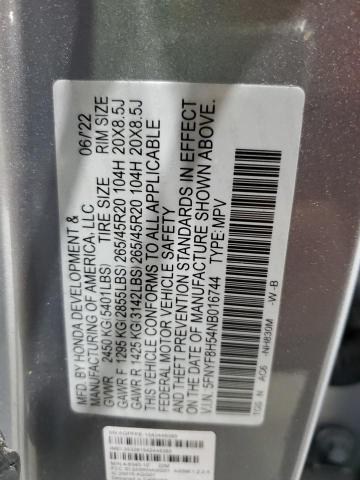 MFD. BY HONDA DEVELOPMENT & 06/22
MANUFACTURING OF AMERICA, LLC
GVWR 2450 KG(5401LBS) TIRE SIZE RIM SIZE
GAWR F 1295 KG(2855LBS)265/45R20 104H 20X8.5J
GAWR R 1425 KG(3142LBS)265/45R20 104H 20X8.5J
THIS VEHICLE CONFORMS TO ALL APPLICABLE
FEDERAL MOTOR VEHICLE SAFETY
ON THE DATE OF MANUFACTURE SHOWN ABOVE.
AND THEFT PREVENTION STANDARDS IN EFFECT
V.I.N. 5FNYF8H54NB016744 TYPE: MPV
TGS N AC6 -NH830M -W -B